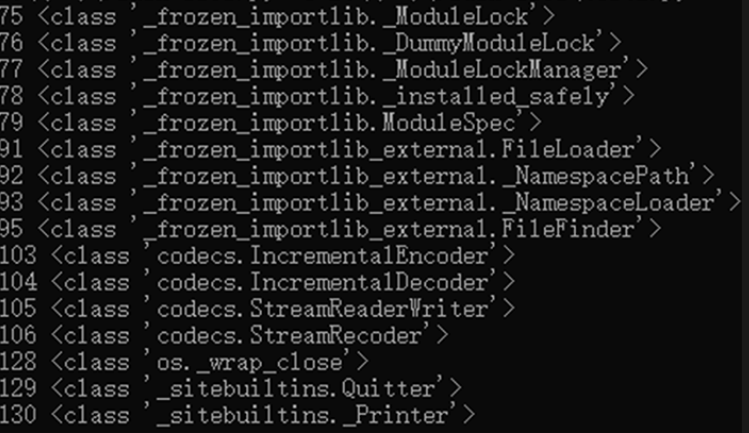 75 <class '_frozen_importlib._ModuleLock'>
76 <class '_frozen_importlib._DummyModuleLock'>
77 <class '_frozen_importlib._ModuleLockManager'>
78 <class '_frozen_importlib._installed_safely'>
79 <class '_frozen_importlib.ModuleSpec'>
91 <class '_frozen_importlib_external.FileLoader'>
92 <class '_frozen_importlib_external._NamespacePath'>
93 <class '_frozen_importlib_external._NamespaceLoader'>
95 <class '_frozen_importlib_external.FileFinder'>
103 <class 'codecs.IncrementalEncoder'>
104 <class 'codecs.IncrementalDecoder'>
105 <class 'codecs.StreamReaderWriter'>
106 <class 'codecs.StreamRecoder'>
128 <class 'os._wrap_close'>
129 <class '_sitebuiltins.Quitter'>
130 <class '_sitebuiltins._Printer'>